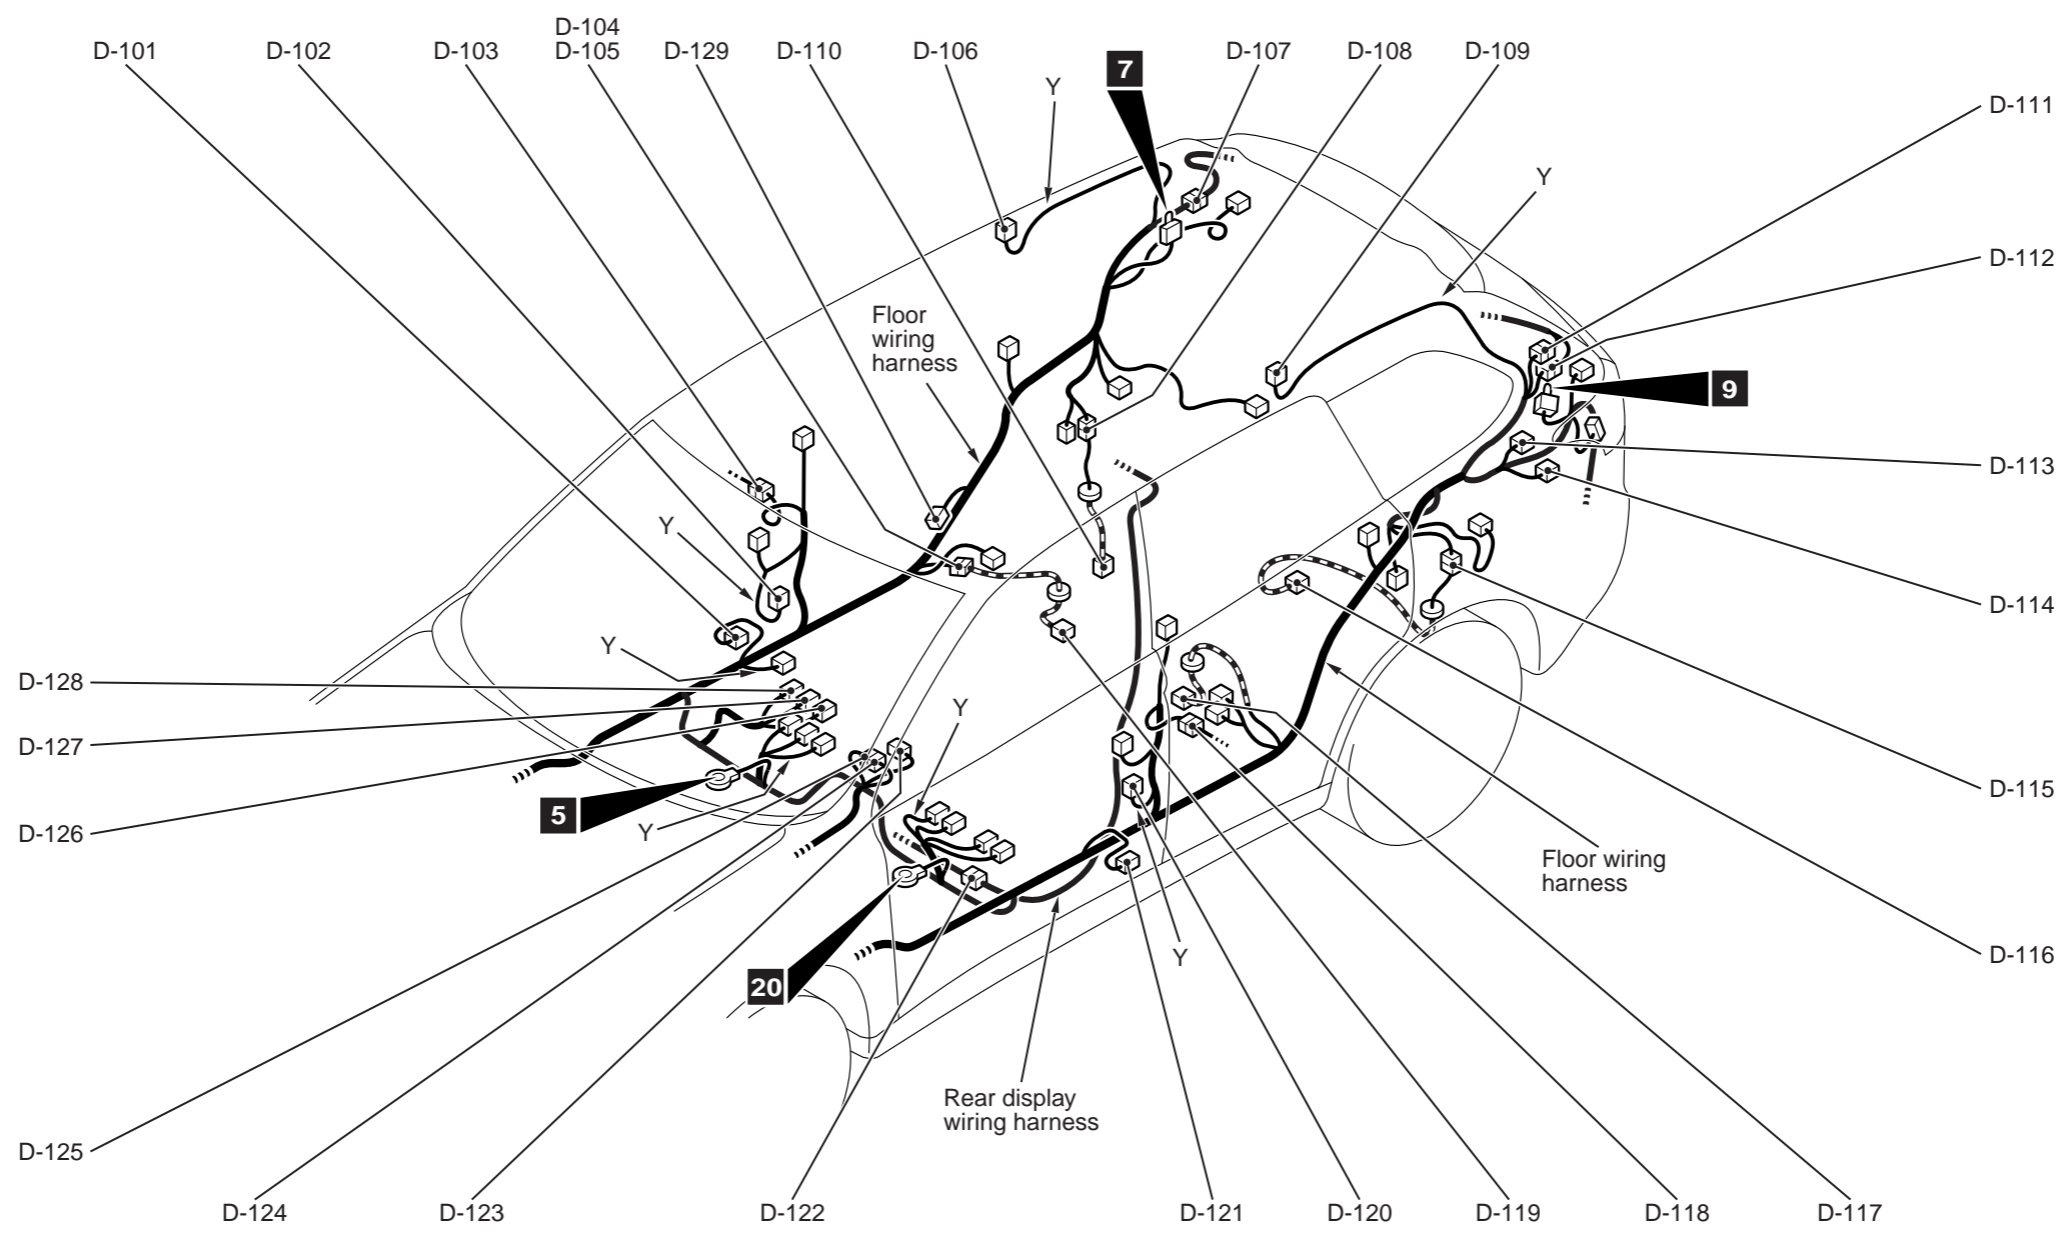 D-104
D-101
D-102
D-103
D-105
D-129
D-110
D-106
D-107
D-108
D-109
7
Y
D-111
Y
D-112
Floor
wiring
harness
9
D-113
Y
D-114
Y
D-128
Y
D-127
D-115
5
D-126
Y
Floor wiring
harness
D-116
Y
20
Rear display
wiring harness
D-125
D-124
D-123
D-122
D-121
D-120
D-119
D-118
D-117